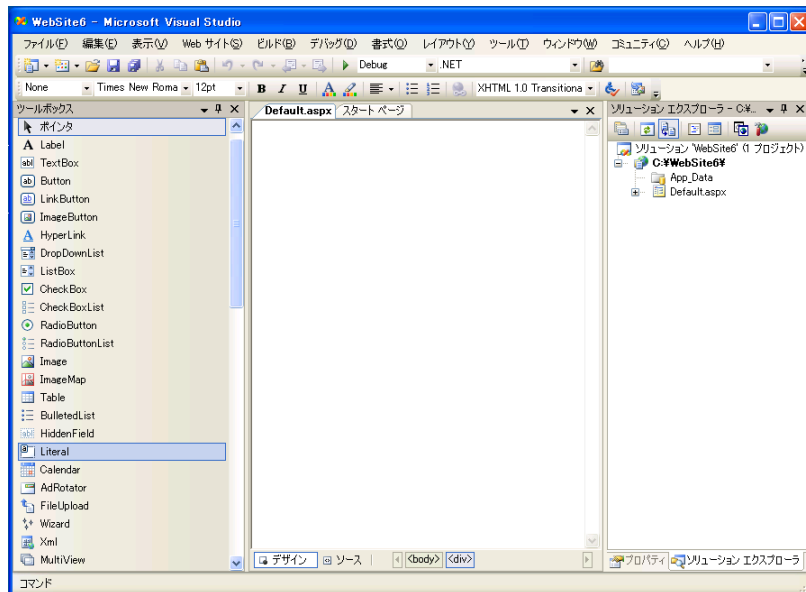 WebSite6 - Microsoft Visual Studio
ファイル(F) 編集(E) 表示(V) Web サイト(S) ビルド(B) デバッグ(D) 書式(O) レイアウト(Y) ツール(T) ウィンドウ(W) コミュニティ(C) ヘルプ(H)
Debug .NET
None Times New Roma 12pt B I U A XHTML 1.0 Transitiona
ツールボックス
ポインタ
A Label
TextBox
Button
LinkButton
ImageButton
HyperLink
DropDownList
ListBox
CheckBox
CheckBoxList
RadioButton
RadioButtonList
Image
ImageMap
Table
BulletedList
HiddenField
Literal
Calendar
AdRotator
FileUpload
Wizard
Xml
MultiView
Default.aspx スタート ページ
デザイン ソース <body> <div>
ソリューション エクスプローラ - C:¥...
ソリューション 'WebSite6' (1 プロジェクト)
C:¥WebSite6¥
App_Data
Default.aspx
プロパティ ソリューション エクスプローラ
コマンド